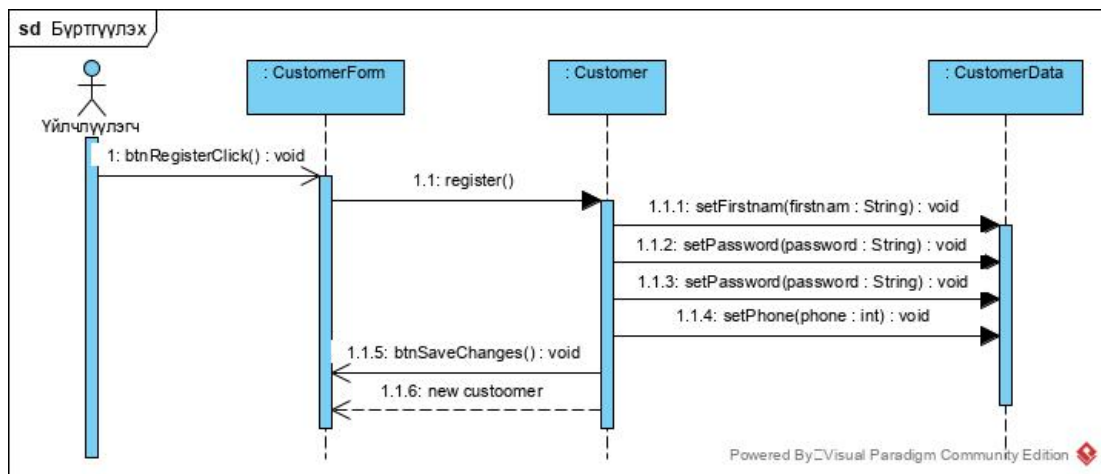 sd Бүртгүүлэх
: CustomerForm
: Customer
: CustomerData
Үйлчлүүлэгч
1: btnRegisterClick() : void
1.1: register()
1.1.1: setFirstnam(firstnam : String) : void
1.1.2: setPassword(password : String) : void
1.1.3: setPassword(password : String) : void
1.1.4: setPhone(phone : int) : void
1.1.5: btnSaveChanges() : void
1.1.6: new custoomer
Powered By Visual Paradigm Community Edition